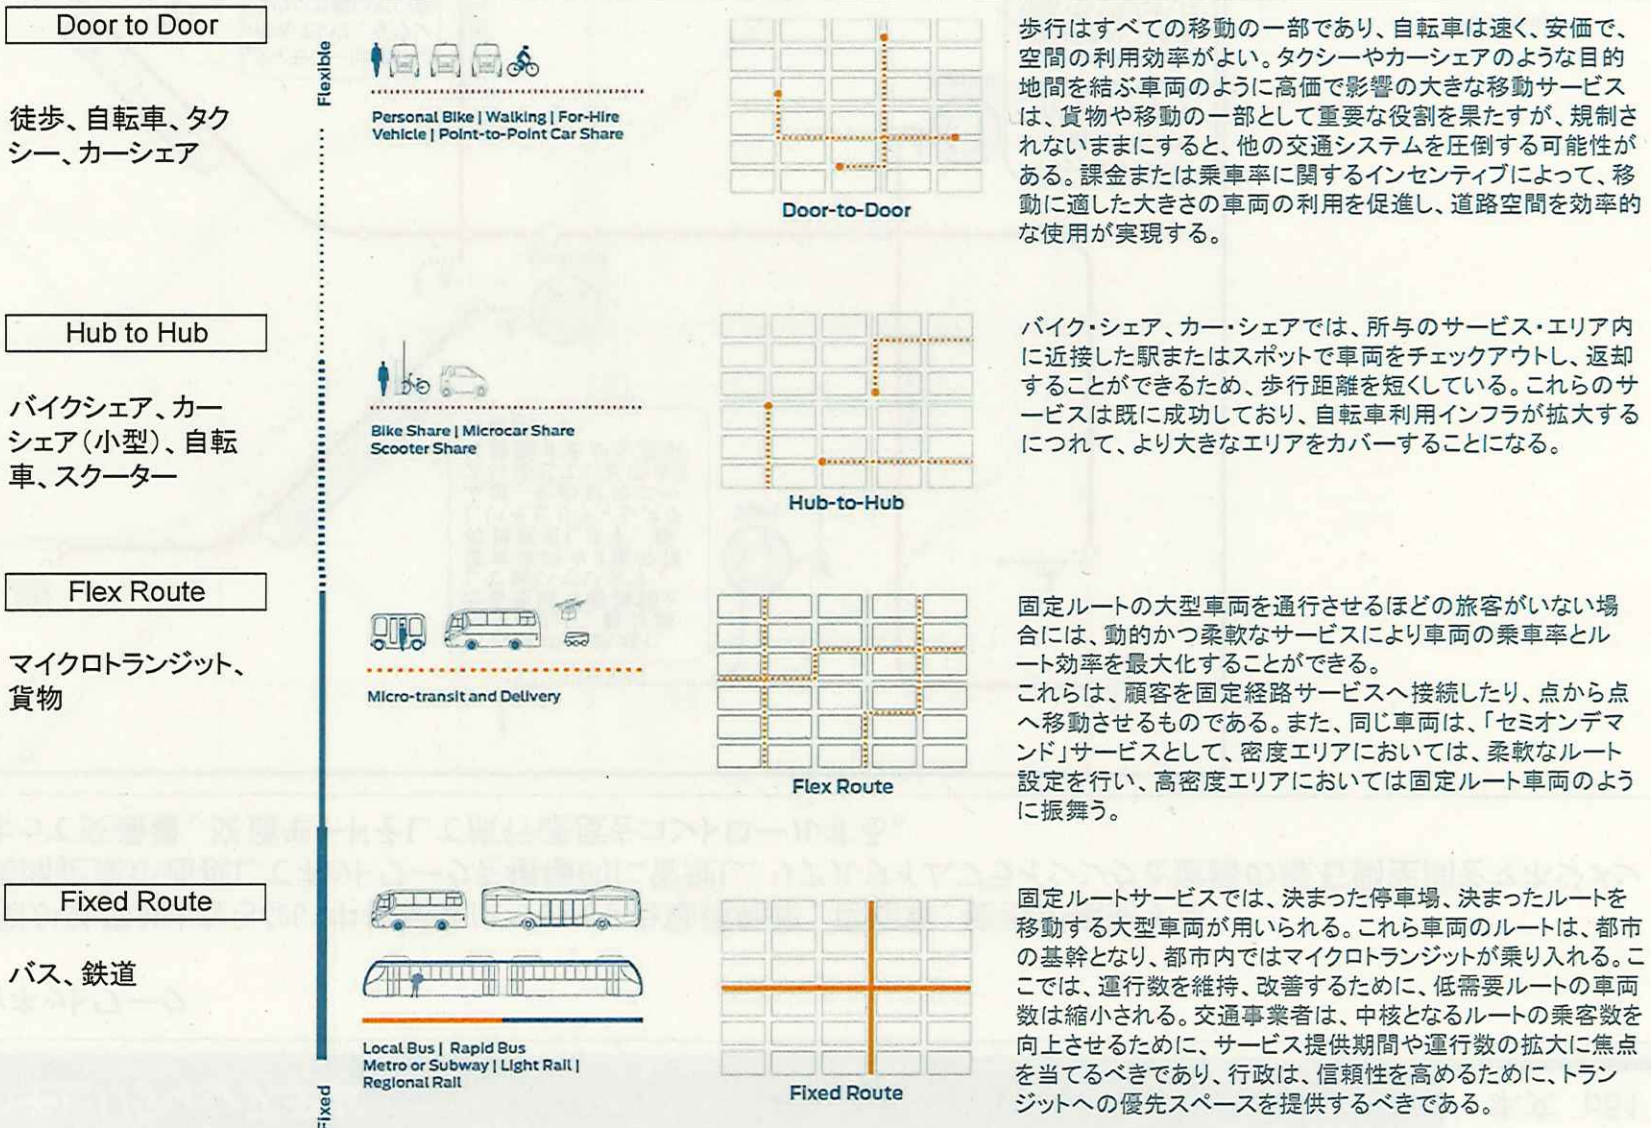 Door to Door
徒歩、自転車、タク
シー、カーシェア
Flexible
Personal Bike | Walking | For-Hire
Vehicle | Point-to-Point Car Share
Door-to-Door
歩行はすべての移動の一部であり、自転車は速く、安価で、
空間の利用効率がよい。タクシーやカーシェアのような目的
地間を結ぶ車両のように高価で影響の大きな移動サービス
は、貨物や移動の一部として重要な役割を果たすが、規制さ
れないままにすると、他の交通システムを圧倒する可能性が
ある。課金または乗車率に関するインセンティブによって、移
動に適した大きさの車両の利用を促進し、道路空間を効率的
な使用が実現する。
Hub to Hub
バイクシェア、カー
シェア(小型)、自転
車、スクーター
Bike Share | Microcar Share
Scooter Share
Hub-to-Hub
バイク・シェア、カー・シェアでは、所与のサービス・エリア内
に近接した駅またはスポットで車両をチェックアウトし、返却
することができるため、歩行距離を短くしている。これらのサ
ービスは既に成功しており、自転車利用インフラが拡大する
につれて、より大きなエリアをカバーすることになる。
Flex Route
マイクロトランジット、
貨物
Micro-transit and Delivery
Flex Route
固定ルートの大型車両を通行させるほどの旅客がいない場
合には、動的かつ柔軟なサービスにより車両の乗車率とル
ート効率を最大化することができる。
これらは、顧客を固定経路サービスへ接続したり、点から点
へ移動させるものである。また、同じ車両は、「セミオンデマ
ンド」サービスとして、密度エリアにおいては、柔軟なルート
設定を行い、高密度エリアにおいては固定ルート車両のよう
に振舞う。
Fixed Route
バス、鉄道
Fixed
Local Bus | Rapid Bus
Metro or Subway | Light Rail |
Regional Rail
Fixed Route
固定ルートサービスでは、決まった停車場、決まったルートを
移動する大型車両が用いられる。これら車両のルートは、都市
の基幹となり、都市内ではマイクロトランジットが乗り入れる。こ
こでは、運行数を維持、改善するために、低需要ルートの車両
数は縮小される。交通事業者は、中核となるルートの乗客数を
向上させるために、サービス提供期間や運行数の拡大に焦点
を当てるべきであり、行政は、信頼性を高めるために、トラン
ジットへの優先スペースを提供するべきである。